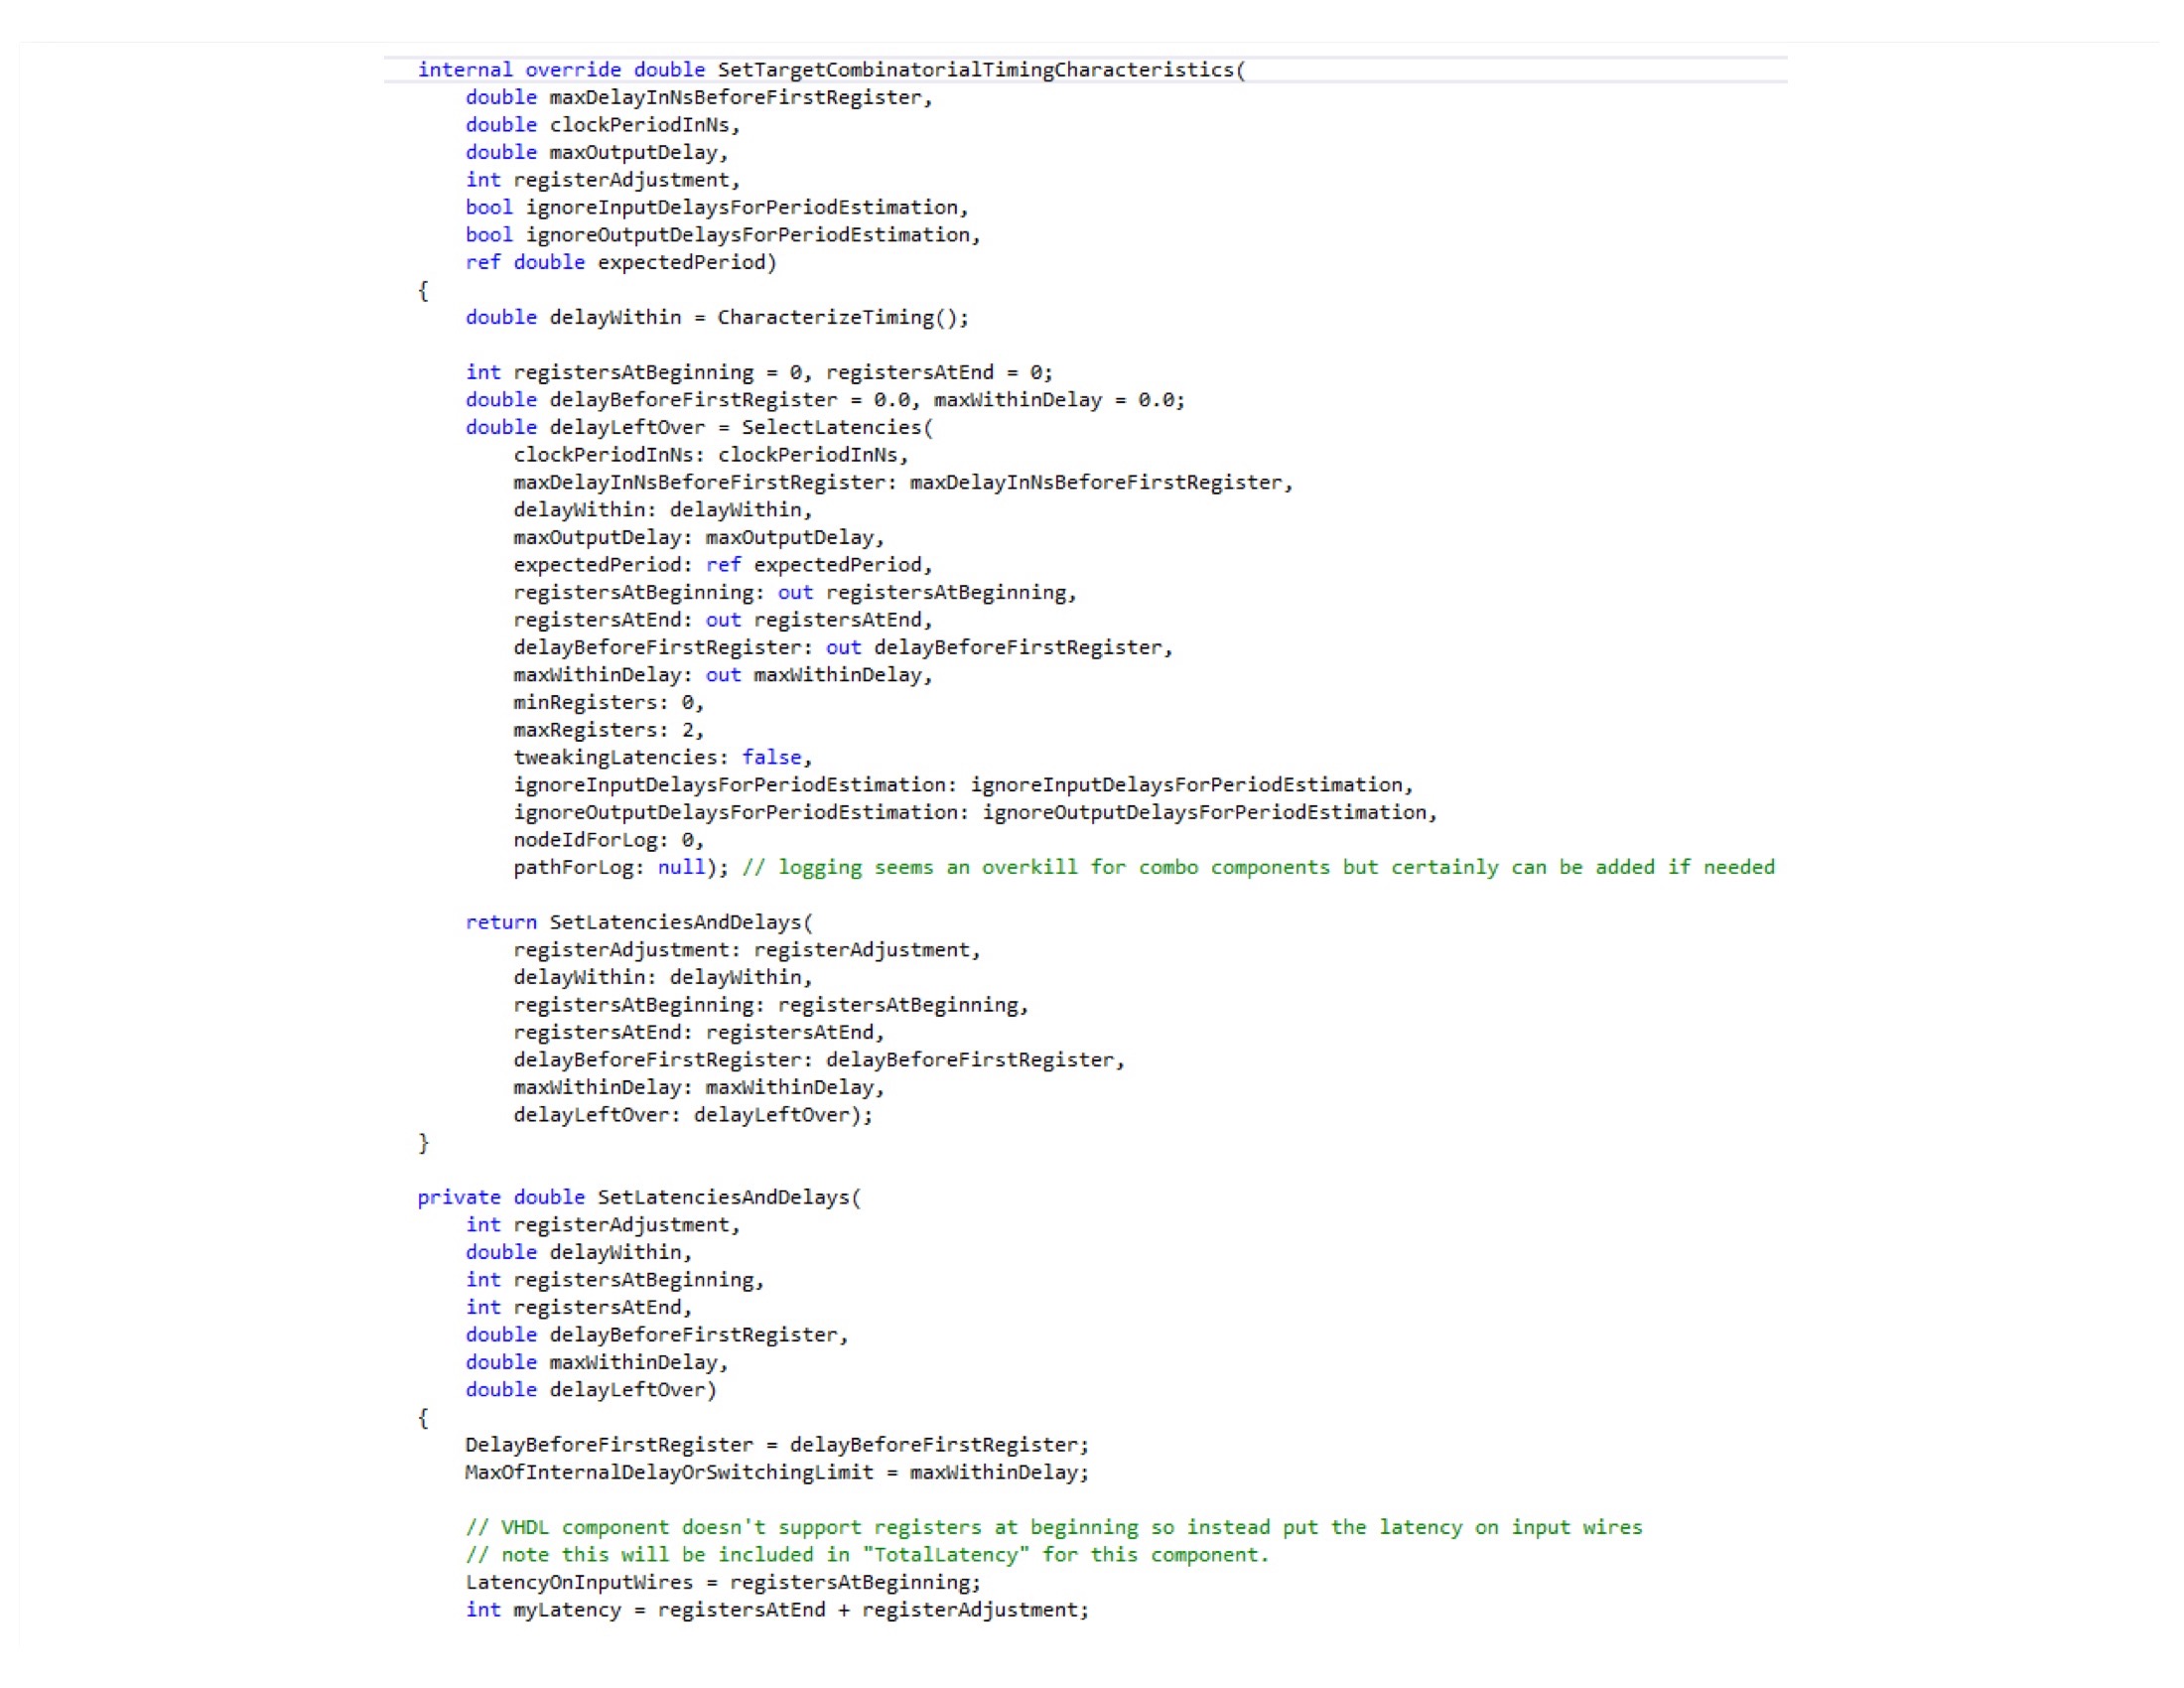 internal override double SetTargetCombinatorialTimingCharacteristics(
    double maxDelayInNsBeforeFirstRegister,
    double clockPeriodInNs,
    double maxOutputDelay,
    int registerAdjustment,
    bool ignoreInputDelaysForPeriodEstimation,
    bool ignoreOutputDelaysForPeriodEstimation,
    ref double expectedPeriod)
{
    double delayWithin = CharacterizeTiming();

    int registersAtBeginning = 0, registersAtEnd = 0;
    double delayBeforeFirstRegister = 0.0, maxWithinDelay = 0.0;
    double delayLeftOver = SelectLatencies(
        clockPeriodInNs: clockPeriodInNs,
        maxDelayInNsBeforeFirstRegister: maxDelayInNsBeforeFirstRegister,
        delayWithin: delayWithin,
        maxOutputDelay: maxOutputDelay,
        expectedPeriod: ref expectedPeriod,
        registersAtBeginning: out registersAtBeginning,
        registersAtEnd: out registersAtEnd,
        delayBeforeFirstRegister: out delayBeforeFirstRegister,
        maxWithinDelay: out maxWithinDelay,
        minRegisters: 0,
        maxRegisters: 2,
        tweakingLatencies: false,
        ignoreInputDelaysForPeriodEstimation: ignoreInputDelaysForPeriodEstimation,
        ignoreOutputDelaysForPeriodEstimation: ignoreOutputDelaysForPeriodEstimation,
        nodeIdForLog: 0,
        pathForLog: null); // logging seems an overkill for combo components but certainly can be added if needed

    return SetLatenciesAndDelays(
        registerAdjustment: registerAdjustment,
        delayWithin: delayWithin,
        registersAtBeginning: registersAtBeginning,
        registersAtEnd: registersAtEnd,
        delayBeforeFirstRegister: delayBeforeFirstRegister,
        maxWithinDelay: maxWithinDelay,
        delayLeftOver: delayLeftOver);
}

private double SetLatenciesAndDelays(
    int registerAdjustment,
    double delayWithin,
    int registersAtBeginning,
    int registersAtEnd,
    double delayBeforeFirstRegister,
    double maxWithinDelay,
    double delayLeftOver)
{
    DelayBeforeFirstRegister = delayBeforeFirstRegister;
    MaxOfInternalDelayOrSwitchingLimit = maxWithinDelay;

    // VHDL component doesn't support registers at beginning so instead put the latency on input wires
    // note this will be included in "TotalLatency" for this component.
    LatencyOnInputWires = registersAtBeginning;
    int myLatency = registersAtEnd + registerAdjustment;